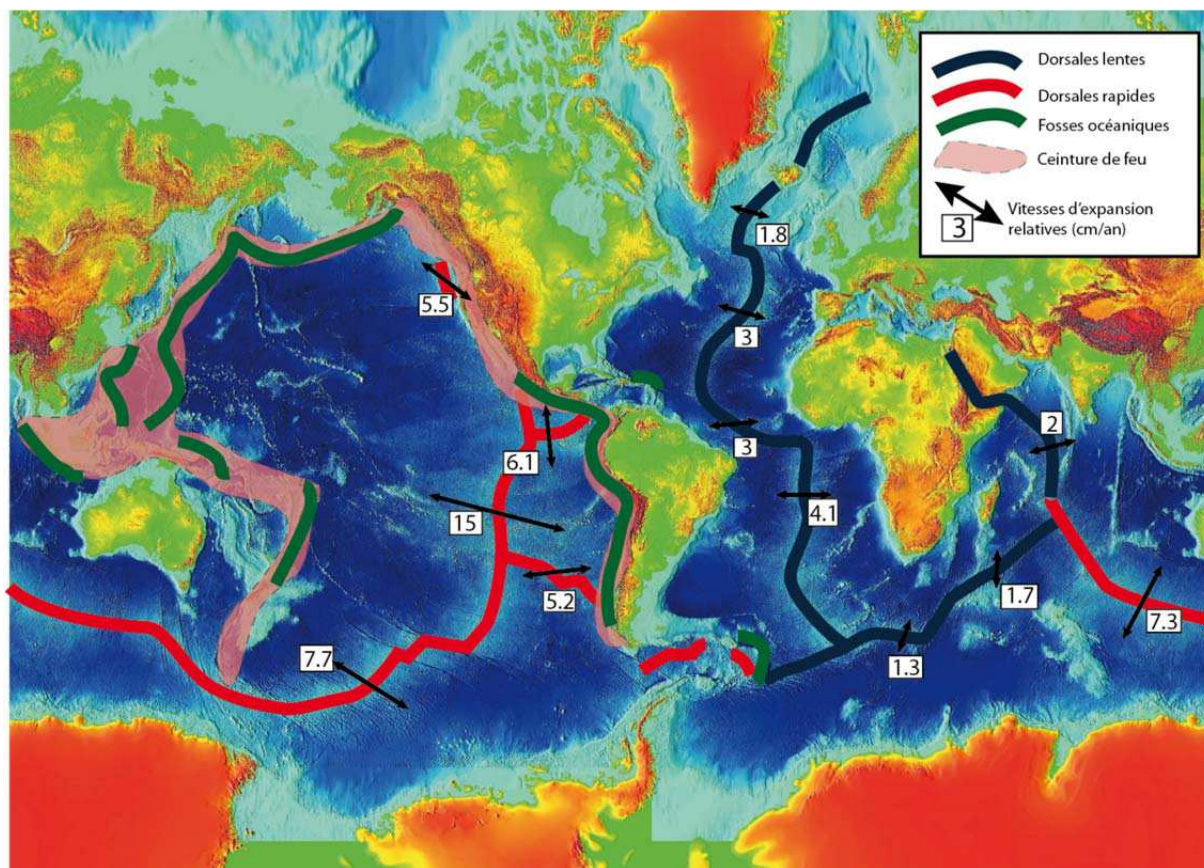 Dorsales lentes
Dorsales rapides
Fosses océaniques
Ceinture de feu
3
Vitesses d'expansion
relatives (cm/an)
1.8
5.5
3
3
2
6.1
15
4.1
5.2
1.7
7.3
7.7
1.3